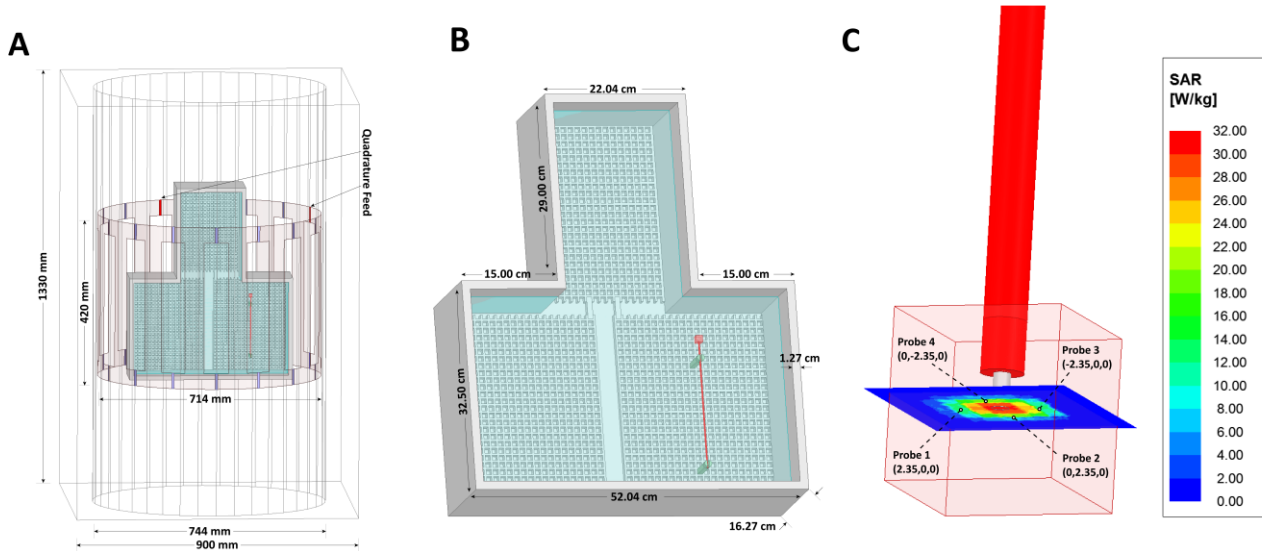 A
1330 mm
420 mm
Quadrature Feed
714 mm
744 mm
900 mm
B
22.04 cm
29.00 cm
15.00 cm
15.00 cm
1.27 cm
32.50 cm
52.04 cm
16.27 cm
C
Probe 4
(0,-2.35,0)
Probe 3
(-2.35,0,0)
Probe 1
(2.35,0,0)
Probe 2
(0,2.35,0)
SAR
[W/kg]
32.00
30.00
28.00
26.00
24.00
22.00
20.00
18.00
16.00
14.00
12.00
10.00
8.00
6.00
4.00
2.00
0.00